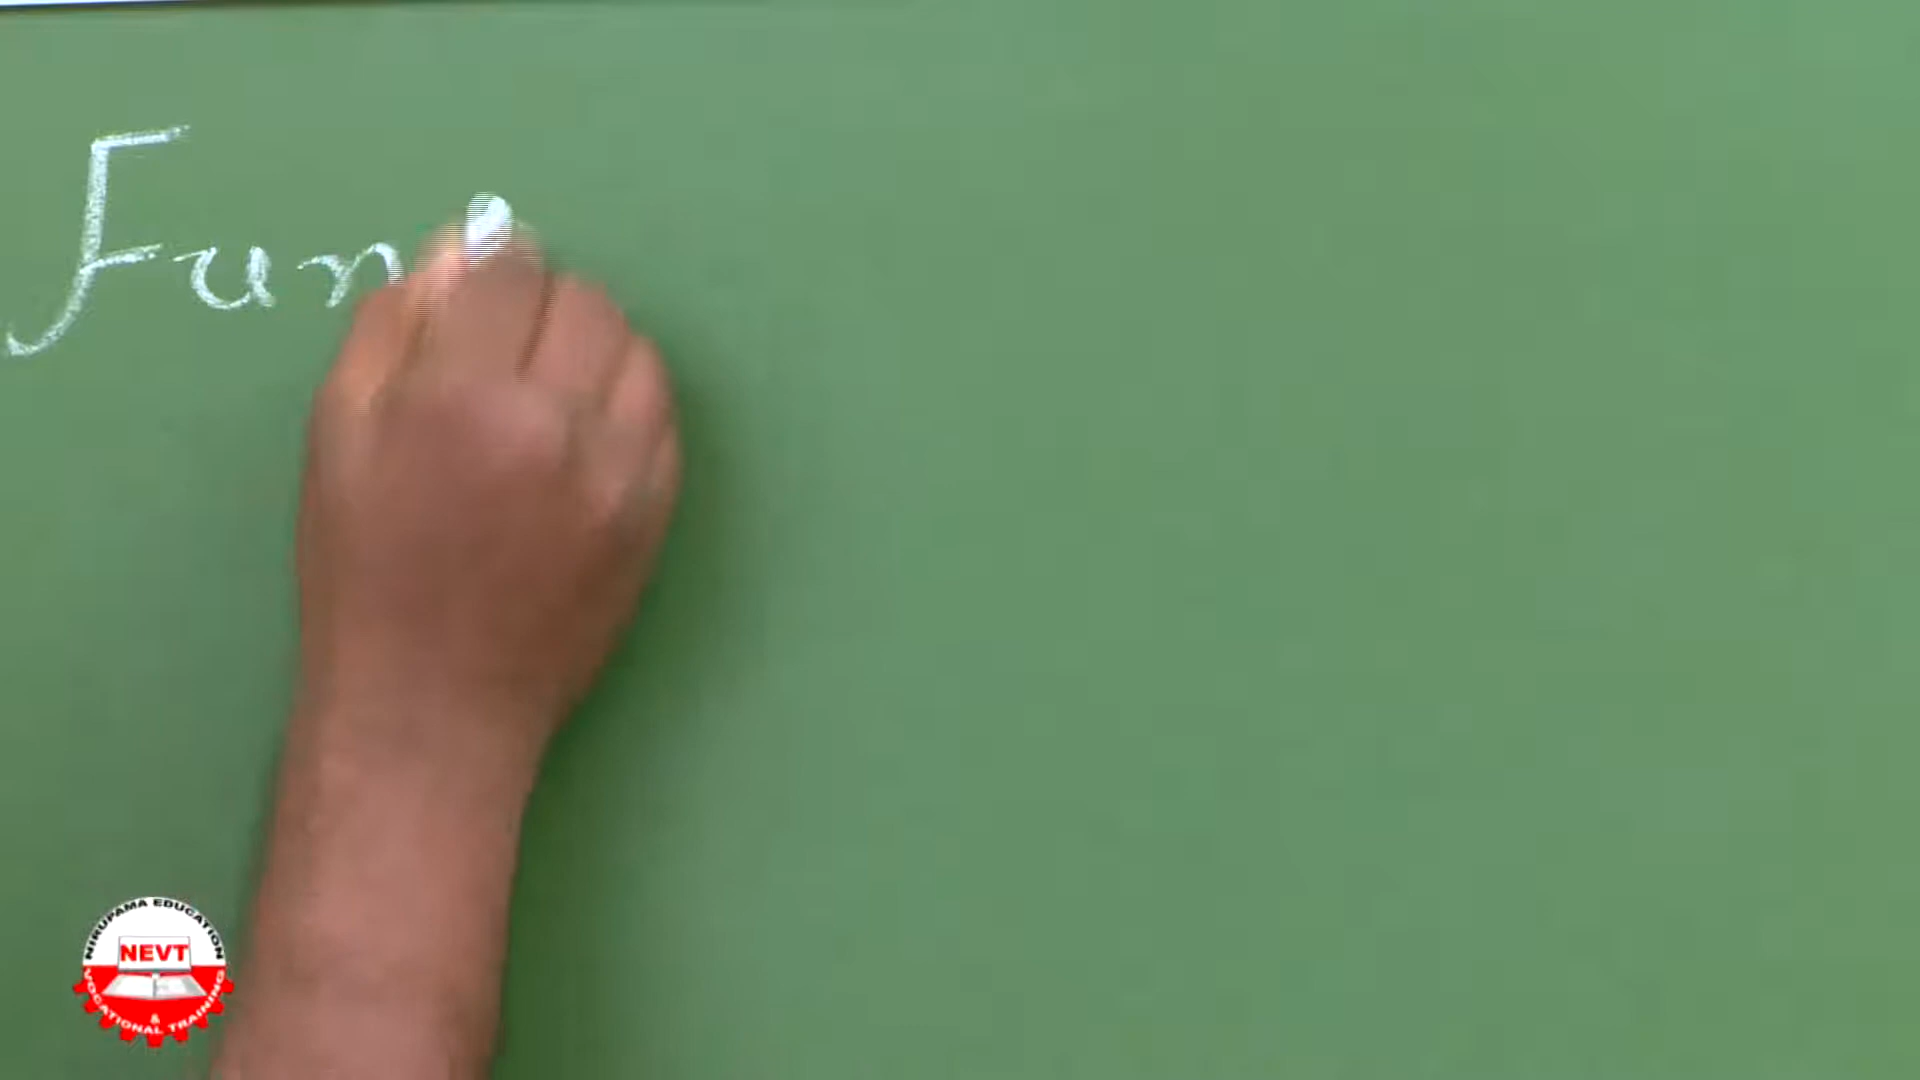 Fun
NIRUPAMA EDUCATION
NEVT
&
VOCATIONAL TRAINING